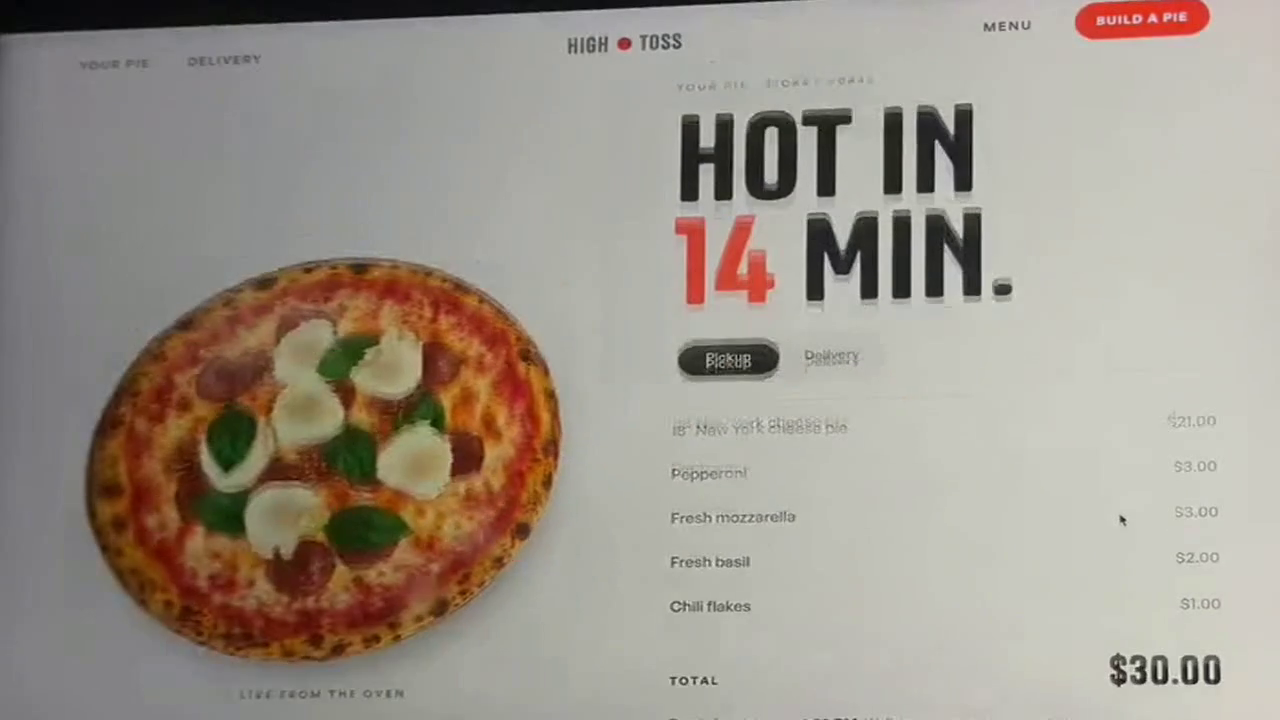 YOUR PIE DELIVERY HIGH TOSS MENU BUILD A PIE
YOUR PIE
HOT IN
14 MIN.
Pickup Delivery
18" New York cheese pie $21.00
Pepperoni $3.00
Fresh mozzarella $3.00
Fresh basil $2.00
Chili flakes $1.00
TOTAL $30.00
LIVE FROM THE OVEN